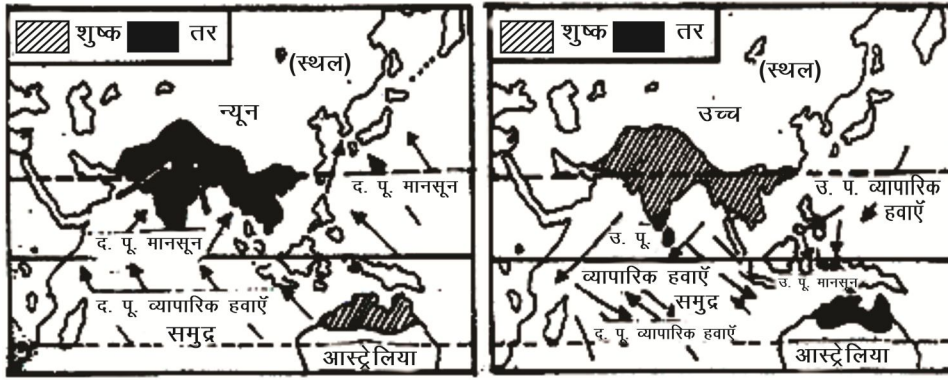 शुष्क तर
(स्थल)
न्यून
द. पू. मानसून
द. पू. मानसून
द. पू. व्यापारिक हवाएँ
समुद्र
आस्ट्रेलिया
शुष्क तर
(स्थल)
उच्च
उ. प. व्यापारिक
हवाएँ
उ. पू.
व्यापारिक हवाएँ
समुद्र
उ. पू. मानसून
द. पू. व्यापारिक हवाएँ
आस्ट्रेलिया